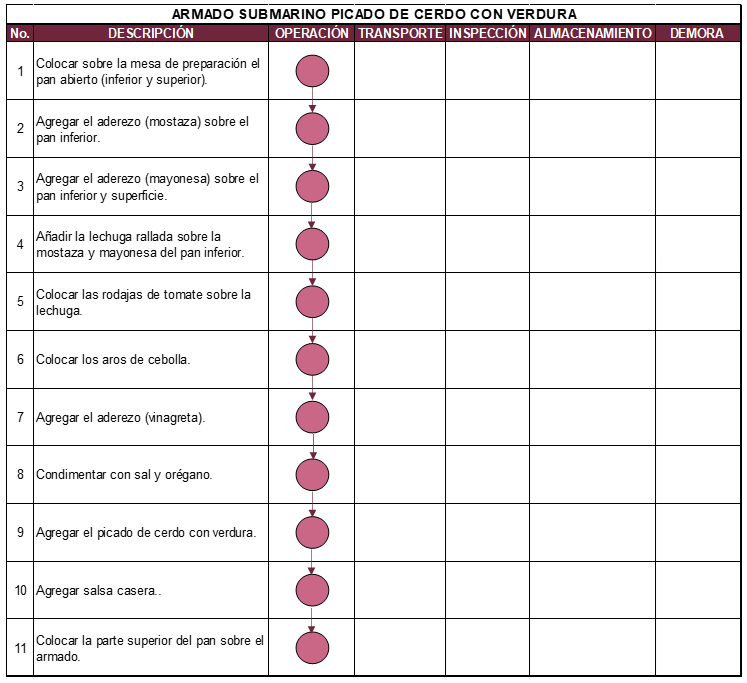 ARMADO SUBMARINO PICADO DE CERDO CON VERDURA
No. DESCRIPCIÓN OPERACIÓN TRANSPORTE INSPECCIÓN ALMACENAMIENTO DEMORA
1 Colocar sobre la mesa de preparación el
pan abierto (inferior y superior).
2 Agregar el aderezo (mostaza) sobre el
pan inferior.
3 Agregar el aderezo (mayonesa) sobre el
pan inferior y superficie.
4 Añadir la lechuga rallada sobre la
mostaza y mayonesa del pan inferior.
5 Colocar las rodajas de tomate sobre la
lechuga.
6 Colocar los aros de cebolla.
7 Agregar el aderezo (vinagreta).
8 Condimentar con sal y orégano.
9 Agregar el picado de cerdo con verdura.
10 Agregar salsa casera..
11 Colocar la parte superior del pan sobre el
armado.